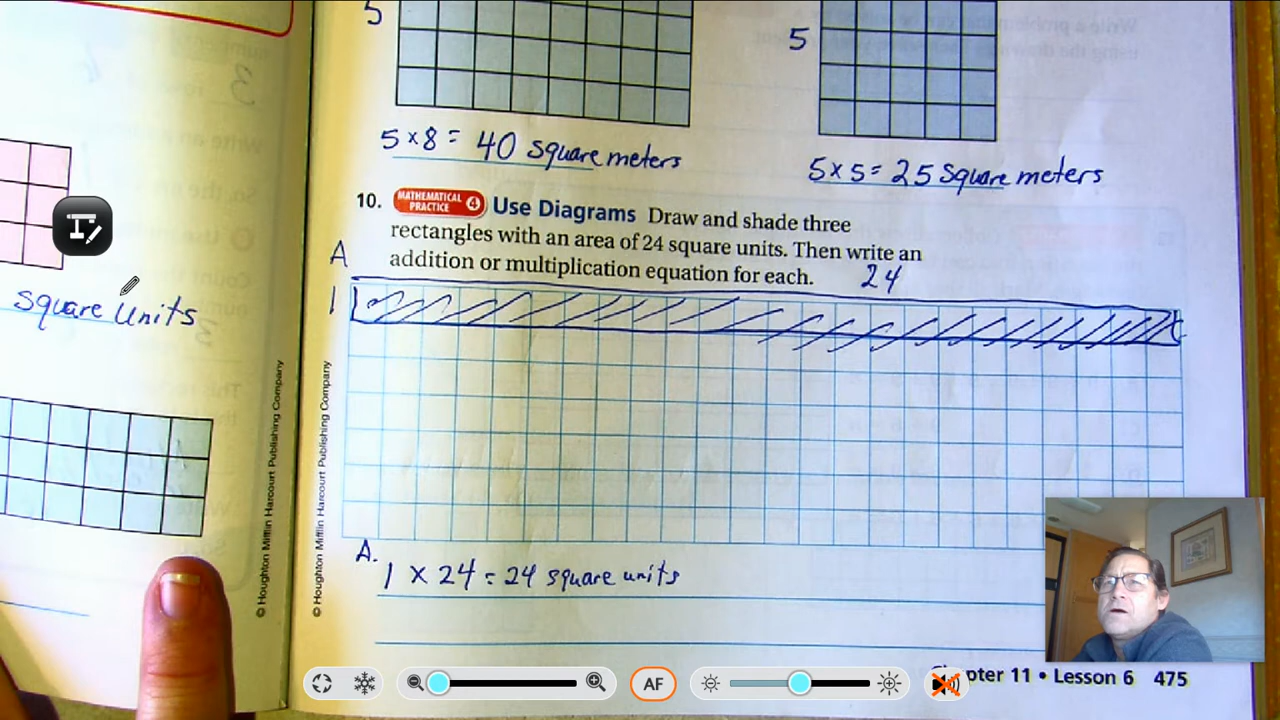 5
5
5 x 8 = 40 square meters
5 x 5 = 25 square meters
10. MATHEMATICAL PRACTICE 4 Use Diagrams Draw and shade three
rectangles with an area of 24 square units. Then write an
addition or multiplication equation for each. 24
A
1
square units
© Houghton Mifflin Harcourt Publishing Company
© Houghton Mifflin Harcourt Publishing Company
A.
1 x 24 = 24 square units
AF
pter 11 • Lesson 6 475